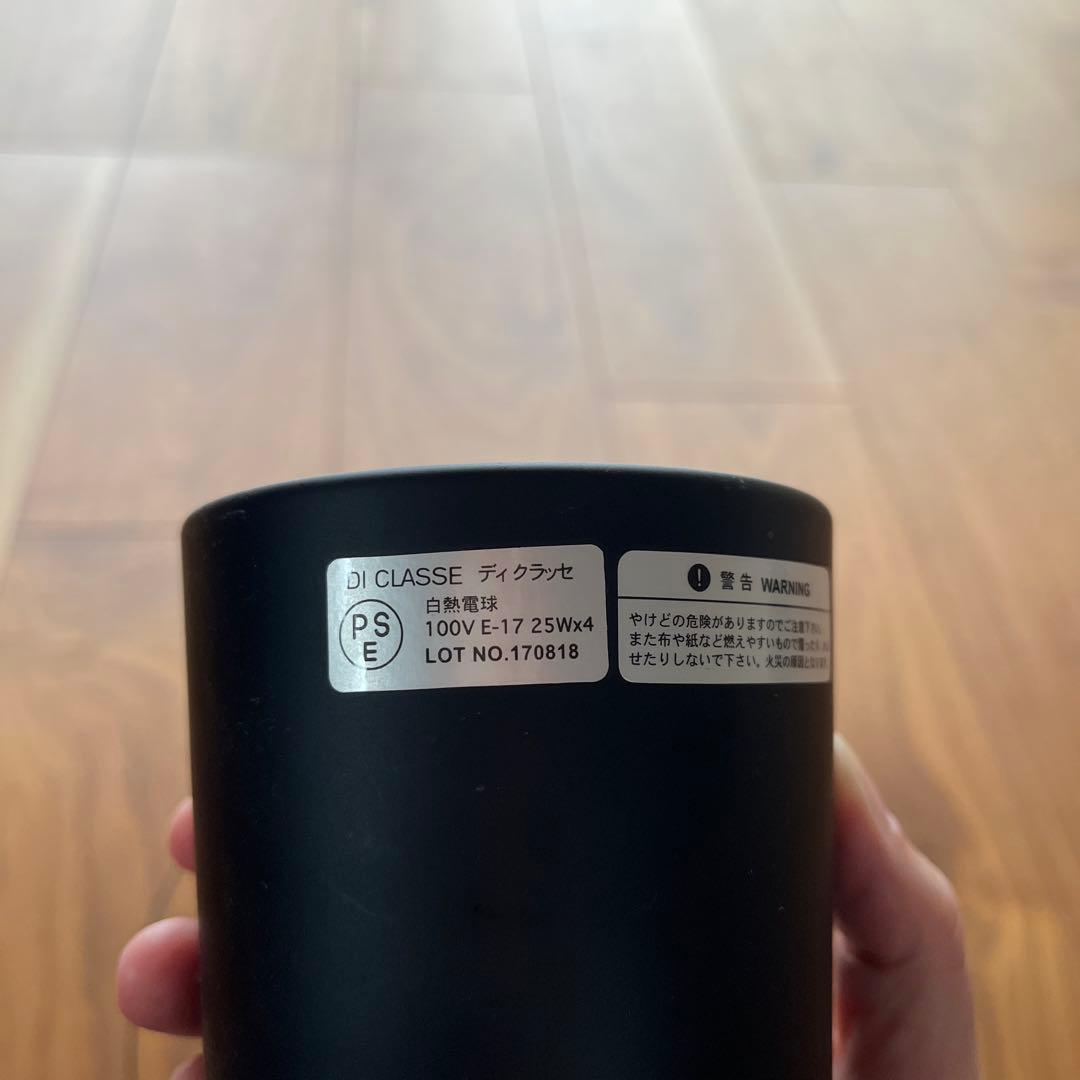 DI CLASSE ディクラッセ
PS
E
白熱電球
100V E-17 25Wx4
LOT NO.170818
! 警告 WARNING
やけどの危険がありますのでご注意下さい。
また布や紙など燃えやすいもので覆ったり
せたりしないで下さい。火災の原因となります